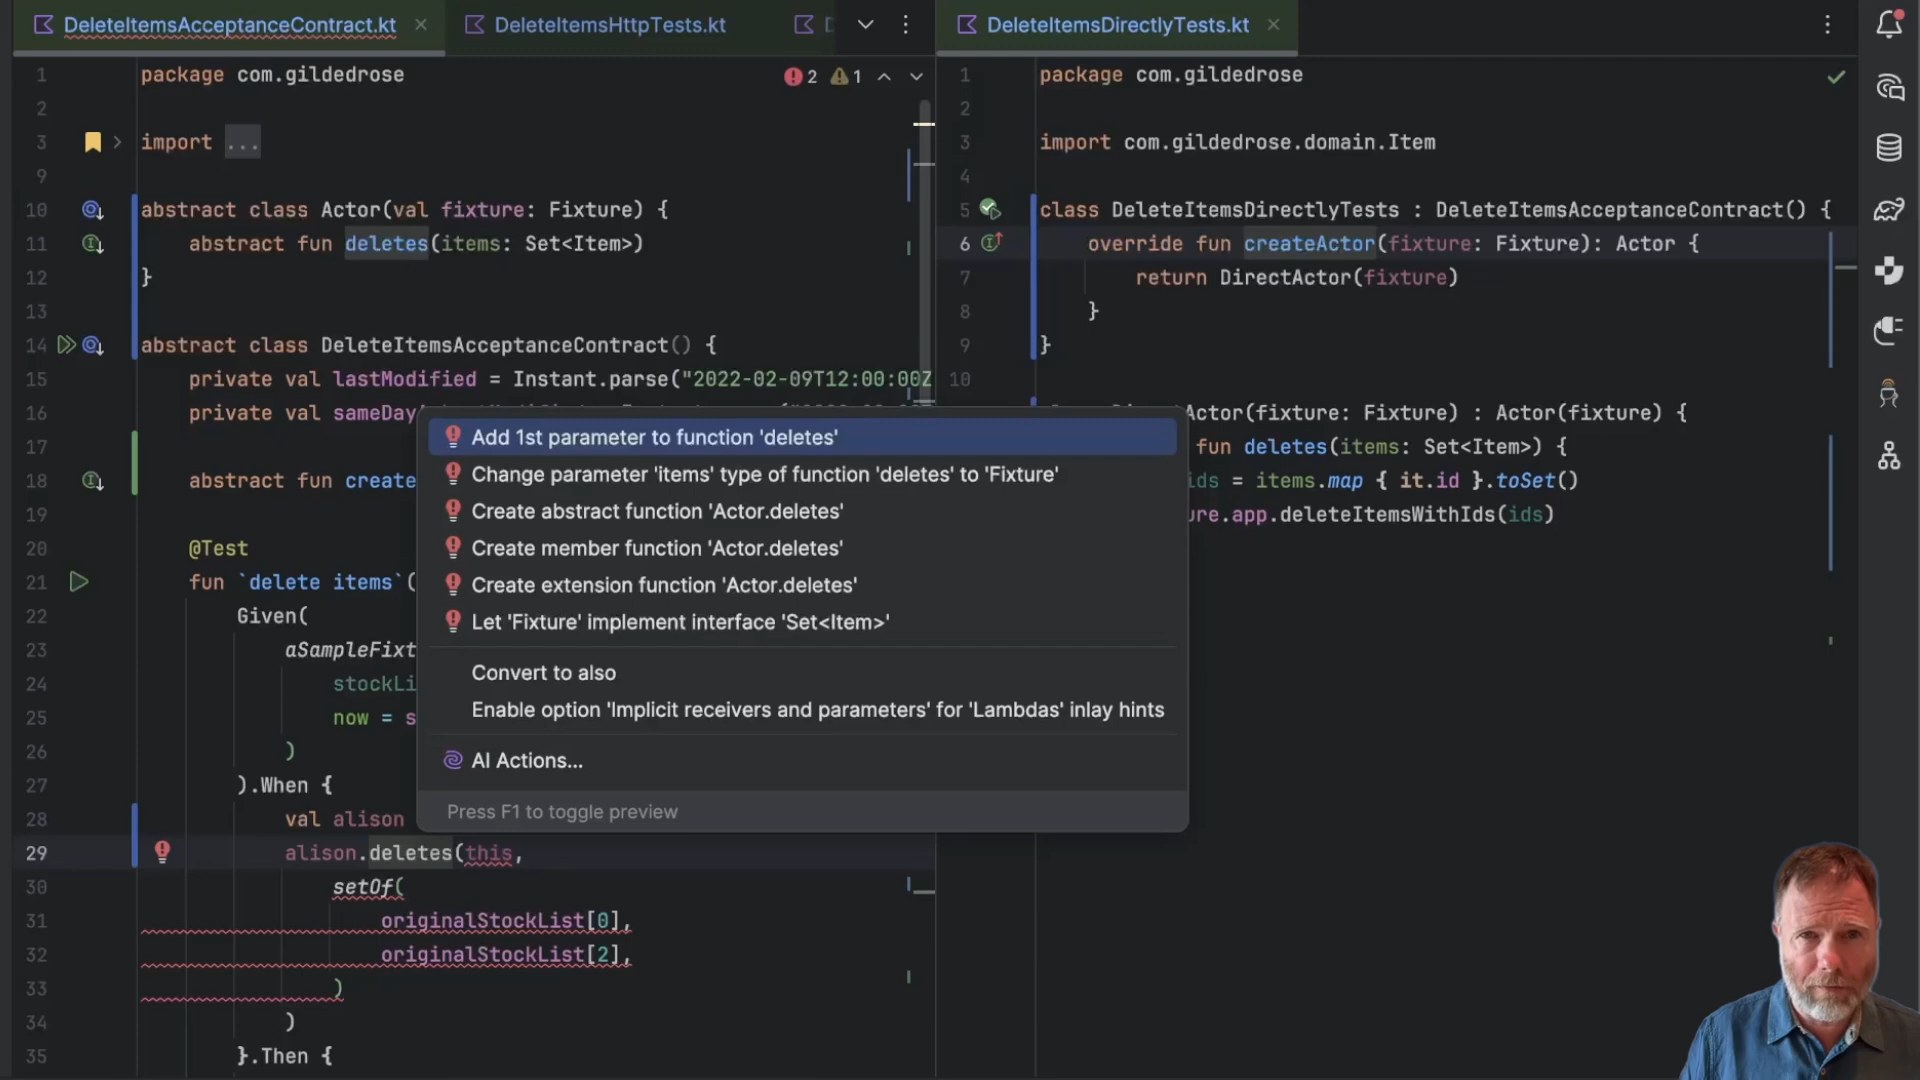 DeleteItemsAcceptanceContract.kt
DeleteItemsHttpTests.kt
1 package com.gildedrose
2 1
2
3 import ...
9
10 abstract class Actor(val fixture: Fixture) {
11 abstract fun deletes(items: Set<Item>)
12 }
13
14 abstract class DeleteItemsAcceptanceContract() {
15 private val lastModified = Instant.parse("2022-02-09T12:00:00Z
16 private val sameDay
17
18 abstract fun create
19
20 @Test
21 fun `delete items`(
22 Given(
23 aSampleFixt
24 stockLi
25 now = s
26 )
27 ).When {
28 val alison
29 alison.deletes(this,
30 setOf(
31 originalStockList[0],
32 originalStockList[2],
33 )
34 )
35 }.Then {
Add 1st parameter to function 'deletes'
Change parameter 'items' type of function 'deletes' to 'Fixture'
Create abstract function 'Actor.deletes'
Create member function 'Actor.deletes'
Create extension function 'Actor.deletes'
Let 'Fixture' implement interface 'Set<Item>'
Convert to also
Enable option 'Implicit receivers and parameters' for 'Lambdas' inlay hints
AI Actions...
Press F1 to toggle preview
DeleteItemsDirectlyTests.kt
1 package com.gildedrose
2
3 import com.gildedrose.domain.Item
4
5 class DeleteItemsDirectlyTests : DeleteItemsAcceptanceContract() {
6 override fun createActor(fixture: Fixture): Actor {
7 return DirectActor(fixture)
8 }
9 }
10
Actor(fixture: Fixture) : Actor(fixture) {
fun deletes(items: Set<Item>) {
ids = items.map { it.id }.toSet()
ure.app.deleteItemsWithIds(ids)